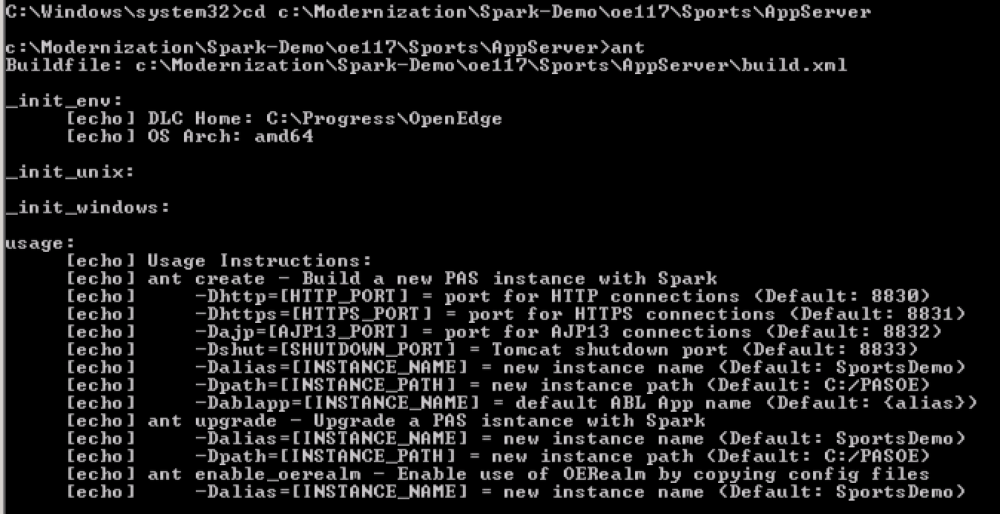 C:\Windows\system32>cd c:\Modernization\Spark-Demo\oe117\Sports\AppServer
c:\Modernization\Spark-Demo\oe117\Sports\AppServer>ant
Buildfile: c:\Modernization\Spark-Demo\oe117\Sports\AppServer\build.xml
_init_env:
[echo] DLC Home: C:\Progress\OpenEdge
[echo] OS Arch: amd64
_init_unix:
_init_windows:
usage:
[echo] Usage Instructions:
[echo] ant create - Build a new PAS instance with Spark
[echo]     -Dhttp=[HTTP_PORT] = port for HTTP connections (Default: 8830)
[echo]     -Dhttps=[HTTPS_PORT] = port for HTTPS connections (Default: 8831)
[echo]     -Dajp=[AJP13_PORT] = port for AJP13 connections (Default: 8832)
[echo]     -Dshut=[SHUTDOWN_PORT] = Tomcat shutdown port (Default: 8833)
[echo]     -Dalias=[INSTANCE_NAME] = new instance name (Default: SportsDemo)
[echo]     -Dpath=[INSTANCE_PATH] = new instance path (Default: C:/PASOE)
[echo]     -Dablapp=[INSTANCE_NAME] = default ABL App name (Default: {alias})
[echo] ant upgrade - Upgrade a PAS isntance with Spark
[echo]     -Dalias=[INSTANCE_NAME] = new instance name (Default: SportsDemo)
[echo]     -Dpath=[INSTANCE_PATH] = new instance path (Default: C:/PASOE)
[echo] ant enable_oerealm - Enable use of OERealm by copying config files
[echo]     -Dalias=[INSTANCE_NAME] = new instance name (Default: SportsDemo)